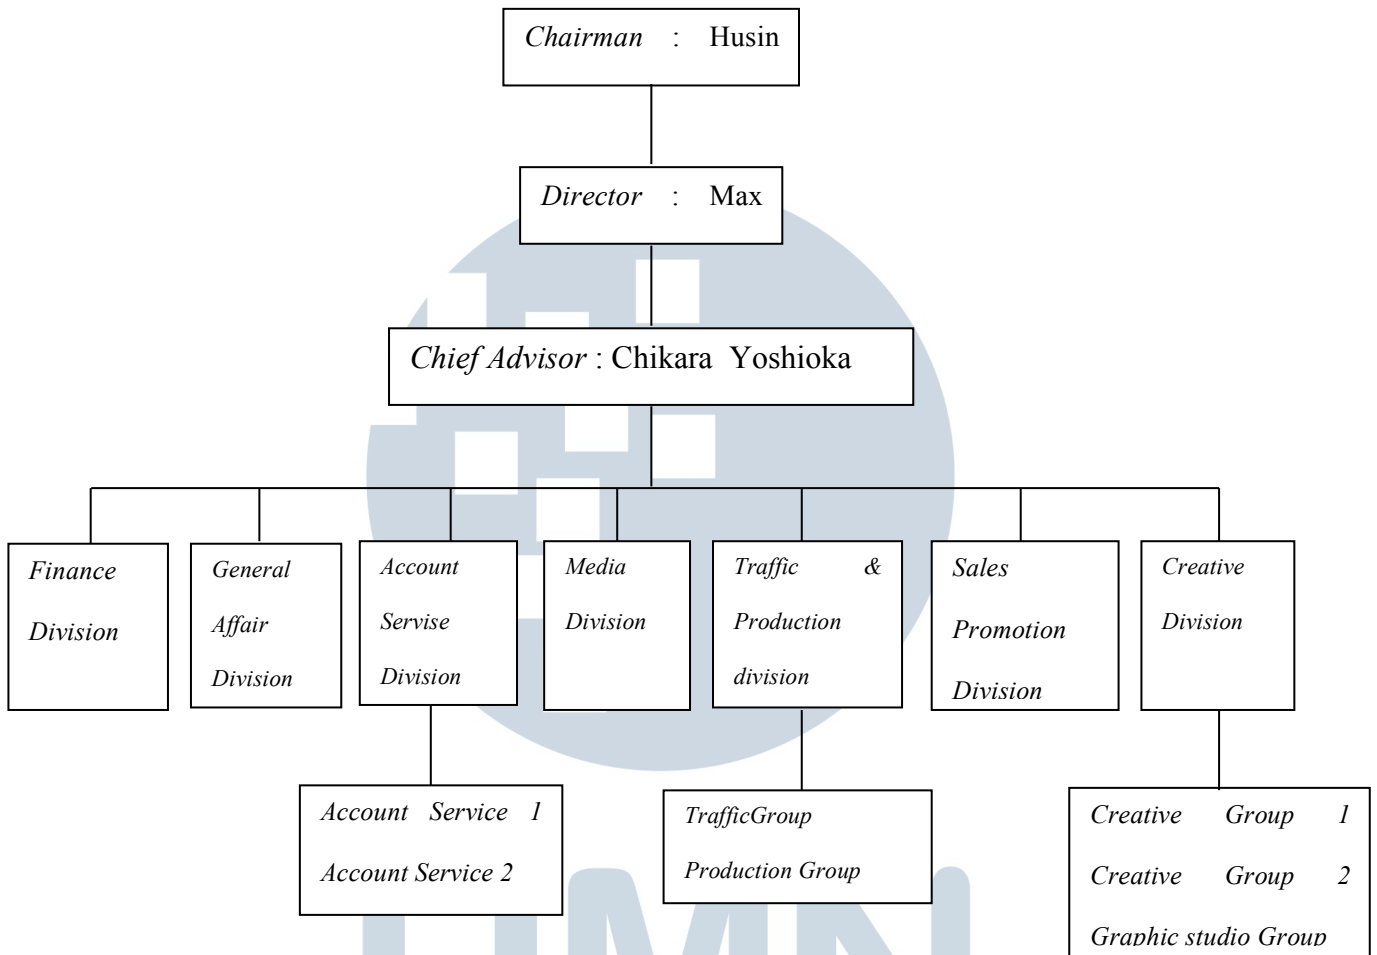 Chairman : Husin
Director : Max
Chief Advisor : Chikara Yoshioka
Finance
Division
General
Affair
Division
Account
Servise
Division
Media
Division
Traffic &
Production
division
Sales
Promotion
Division
Creative
Division
Account Service 1
Account Service 2
TrafficGroup
Production Group
Creative Group 1
Creative Group 2
Graphic studio Group
UMN